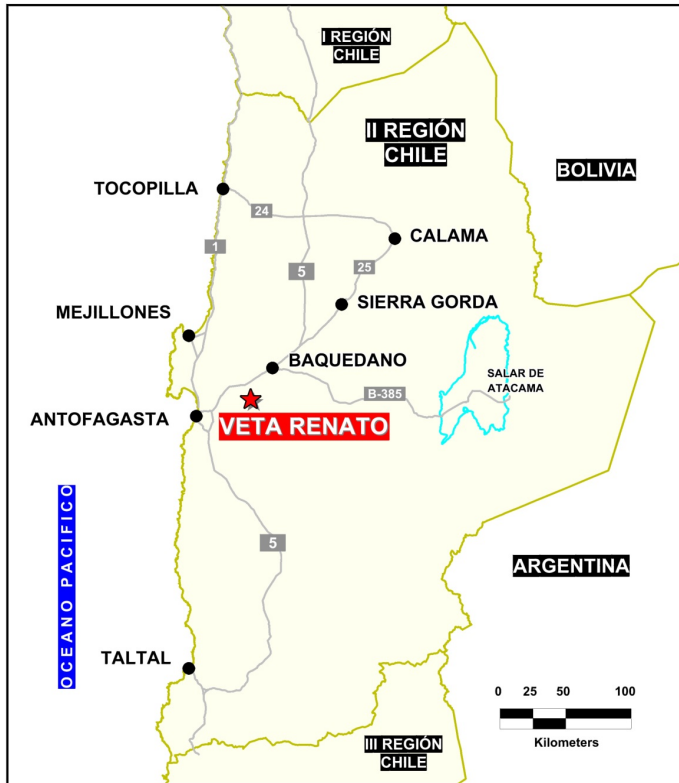 I REGIÓN
CHILE
II REGIÓN
CHILE
BOLIVIA
TOCOPILLA
24
CALAMA
1
5
25
MEJILLONES
SIERRA GORDA
BAQUEDANO
SALAR DE
ATACAMA
B-385
ANTOFAGASTA
VETA RENATO
OCEANO PACIFICO
5
ARGENTINA
TALTAL
0 25 50 100
Kilometers
III REGIÓN
CHILE